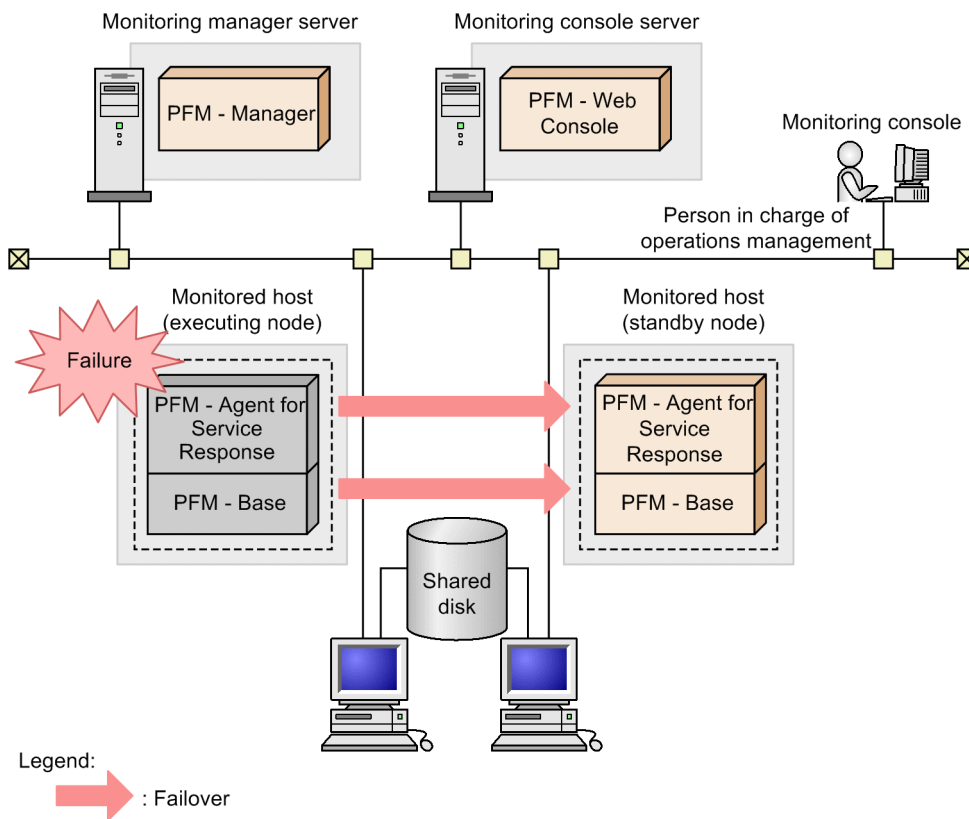 Monitoring manager server
Monitoring console server
PFM - Manager
PFM - Web
Console
Monitoring console
Person in charge of
operations management
Monitored host
(executing node)
Monitored host
(standby node)
Failure
PFM - Agent for
Service
Response
PFM - Base
PFM - Agent for
Service
Response
PFM - Base
Shared
disk
Legend:
: Failover